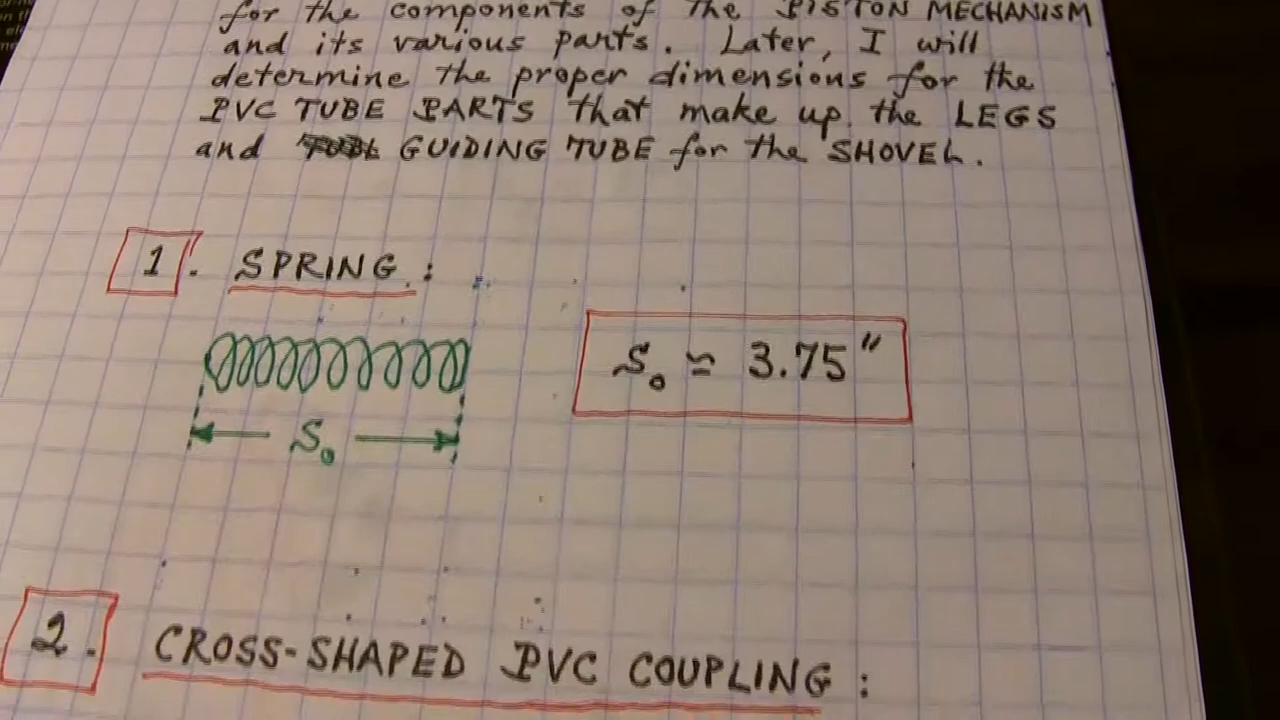 for the components of the PISTON MECHANISM
and its various parts. Later, I will
determine the proper dimensions for the
PVC TUBE PARTS that make up the LEGS
and GUIDING TUBE for the SHOVEL.
1. SPRING:
S₀ ≃ 3.75"
S₀
2. CROSS-SHAPED PVC COUPLING: